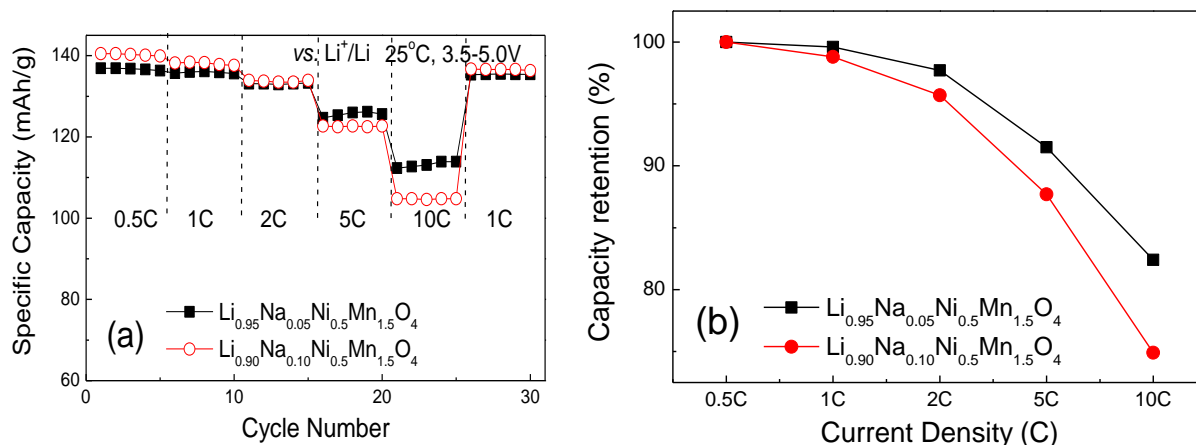 vs. Li⁺/Li 25°C, 3.5-5.0V
140
120
100
80
60
Specific Capacity (mAh/g)
0.5C 1C 2C 5C 10C 1C
(a)
Li₀.₉₅Na₀.₀₅Ni₀.₅Mn₁.₅O₄
Li₀.₉₀Na₀.₁₀Ni₀.₅Mn₁.₅O₄
0 10 20 30
Cycle Number
100
90
80
Capacity retention (%)
(b)
Li₀.₉₅Na₀.₀₅Ni₀.₅Mn₁.₅O₄
Li₀.₉₀Na₀.₁₀Ni₀.₅Mn₁.₅O₄
0.5C 1C 2C 5C 10C
Current Density (C)